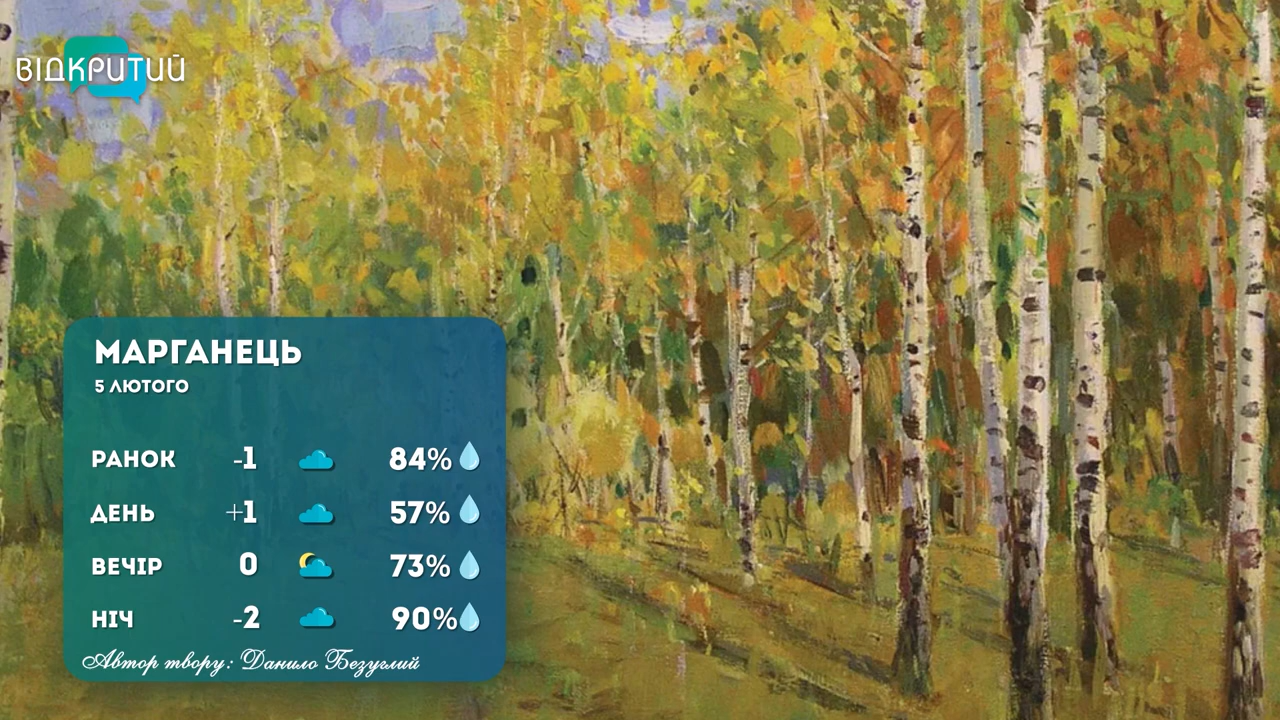 ВІДКРИТИЙ
МАРГАНЕЦЬ
5 ЛЮТОГО
РАНОК -1 84%
ДЕНЬ +1 57%
ВЕЧІР 0 73%
НІЧ -2 90%
Автор твору: Данило Безуглий